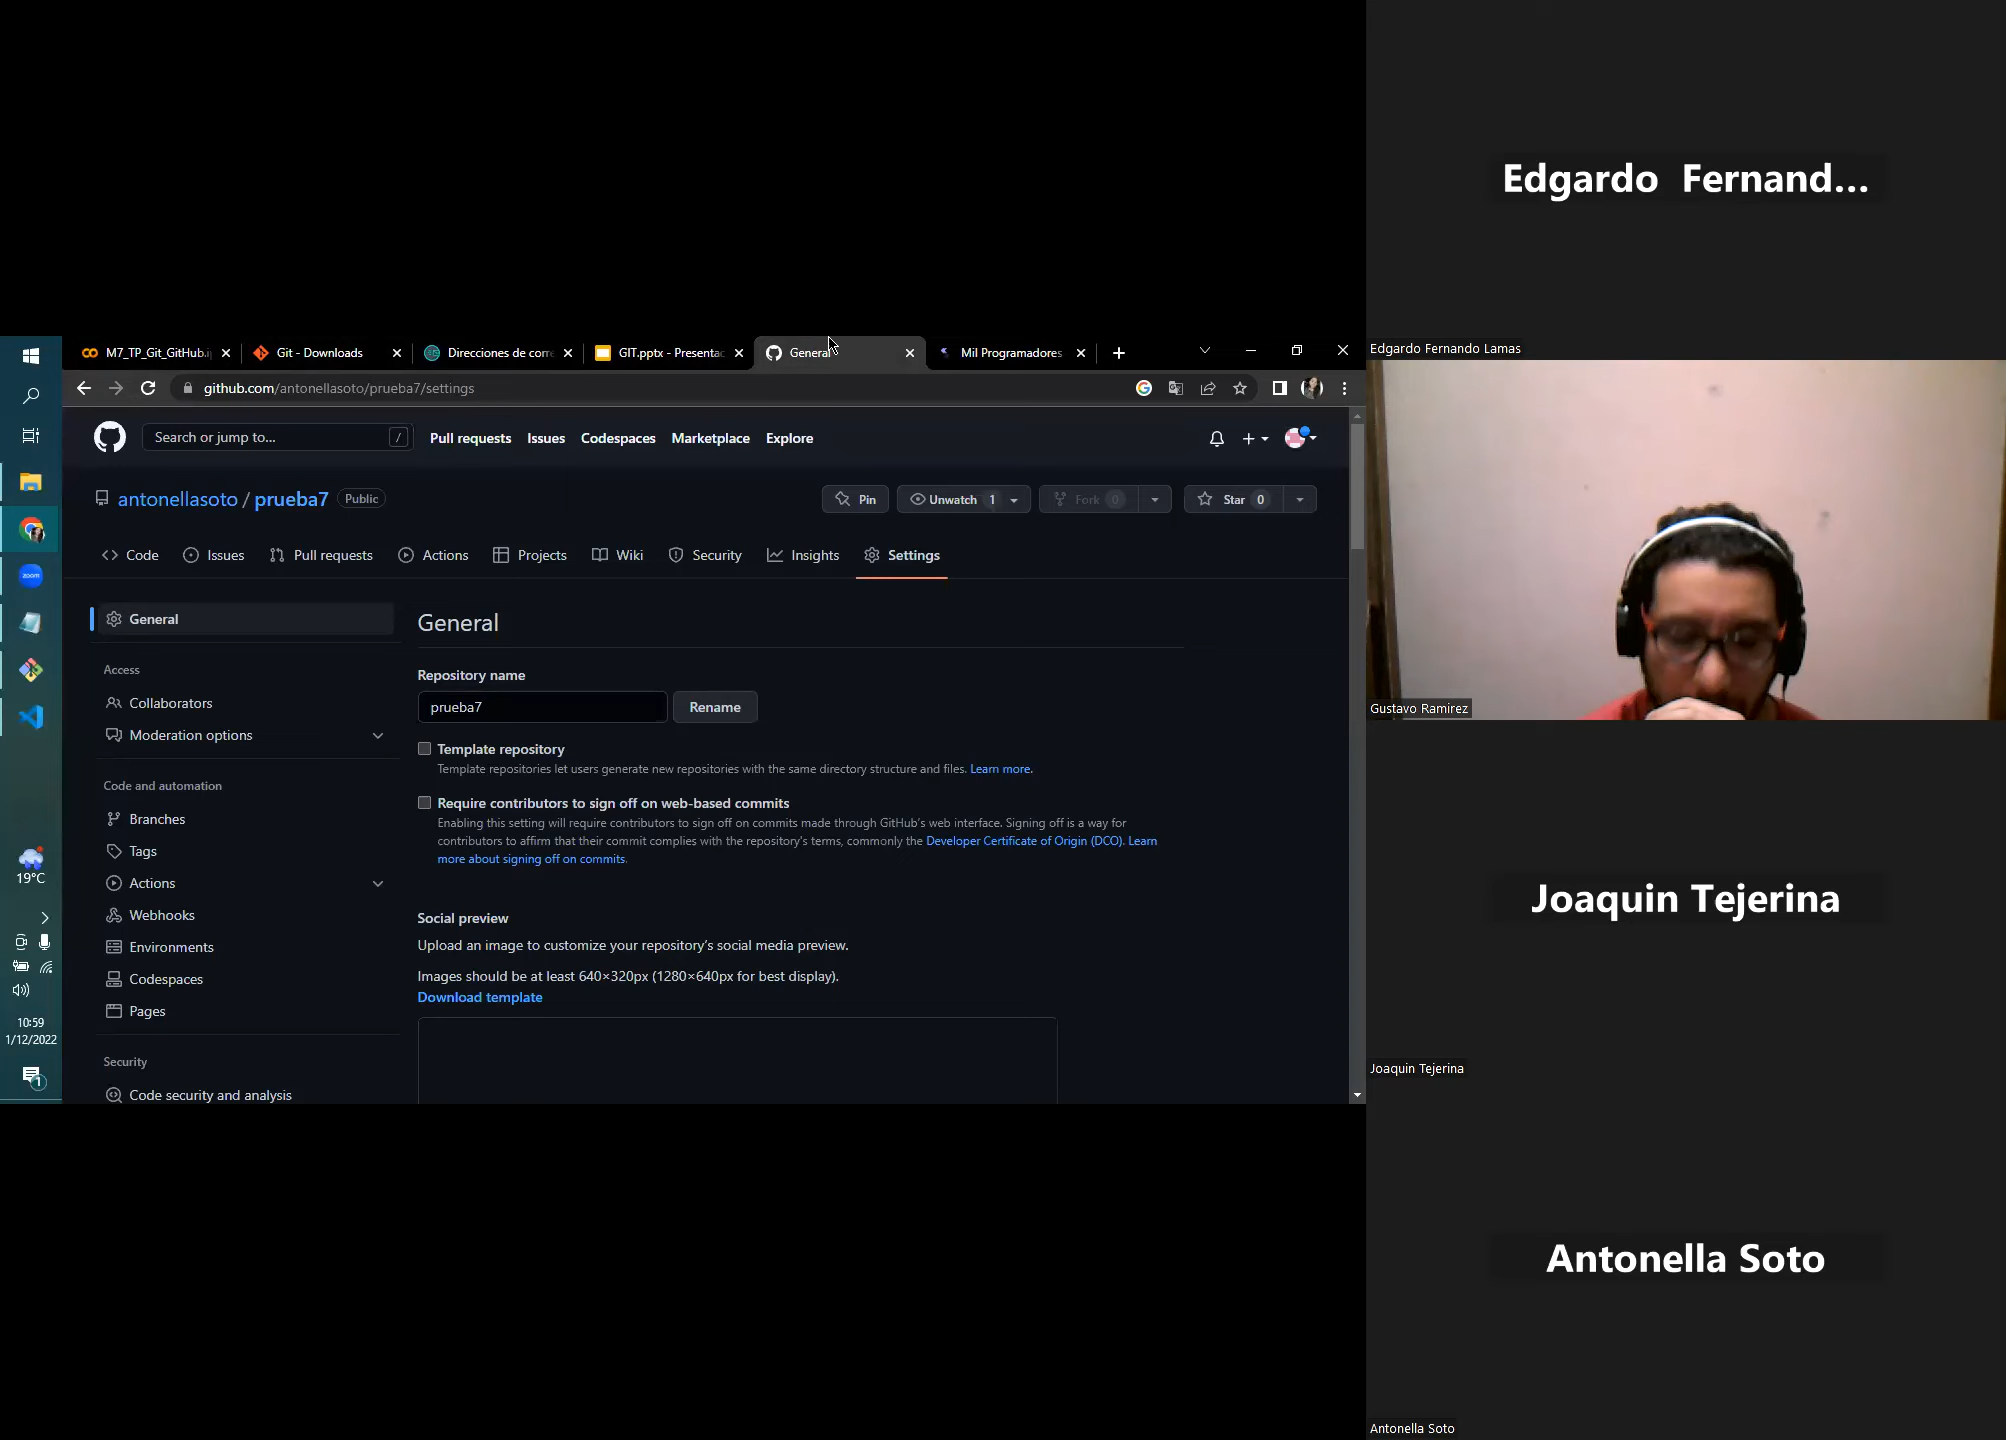 M7_TP_Git_GitHub.i
Git - Downloads
Direcciones de corre
GIT.pptx - Presentac
General
Mil Programadores
github.com/antonellasoto/prueba7/settings
Search or jump to...
/
Pull requests
Issues
Codespaces
Marketplace
Explore
antonellasoto / prueba7
Public
Pin
Unwatch 1
Fork 0
Star 0
Code
Issues
Pull requests
Actions
Projects
Wiki
Security
Insights
Settings
General
Access
Collaborators
Moderation options
Code and automation
Branches
Tags
Actions
Webhooks
Environments
Codespaces
Pages
Security
Code security and analysis
General
Repository name
prueba7
Rename
Template repository
Template repositories let users generate new repositories with the same directory structure and files. Learn more.
Require contributors to sign off on web-based commits
Enabling this setting will require contributors to sign off on commits made through GitHub's web interface. Signing off is a way for
contributors to affirm that their commit complies with the repository's terms, commonly the Developer Certificate of Origin (DCO). Learn
more about signing off on commits.
Social preview
Upload an image to customize your repository's social media preview.
Images should be at least 640×320px (1280×640px for best display).
Download template
zoom
19°C
10:59
1/12/2022
1
Edgardo Fernand...
Edgardo Fernando Lamas
Gustavo Ramirez
Joaquin Tejerina
Joaquin Tejerina
Antonella Soto
Antonella Soto